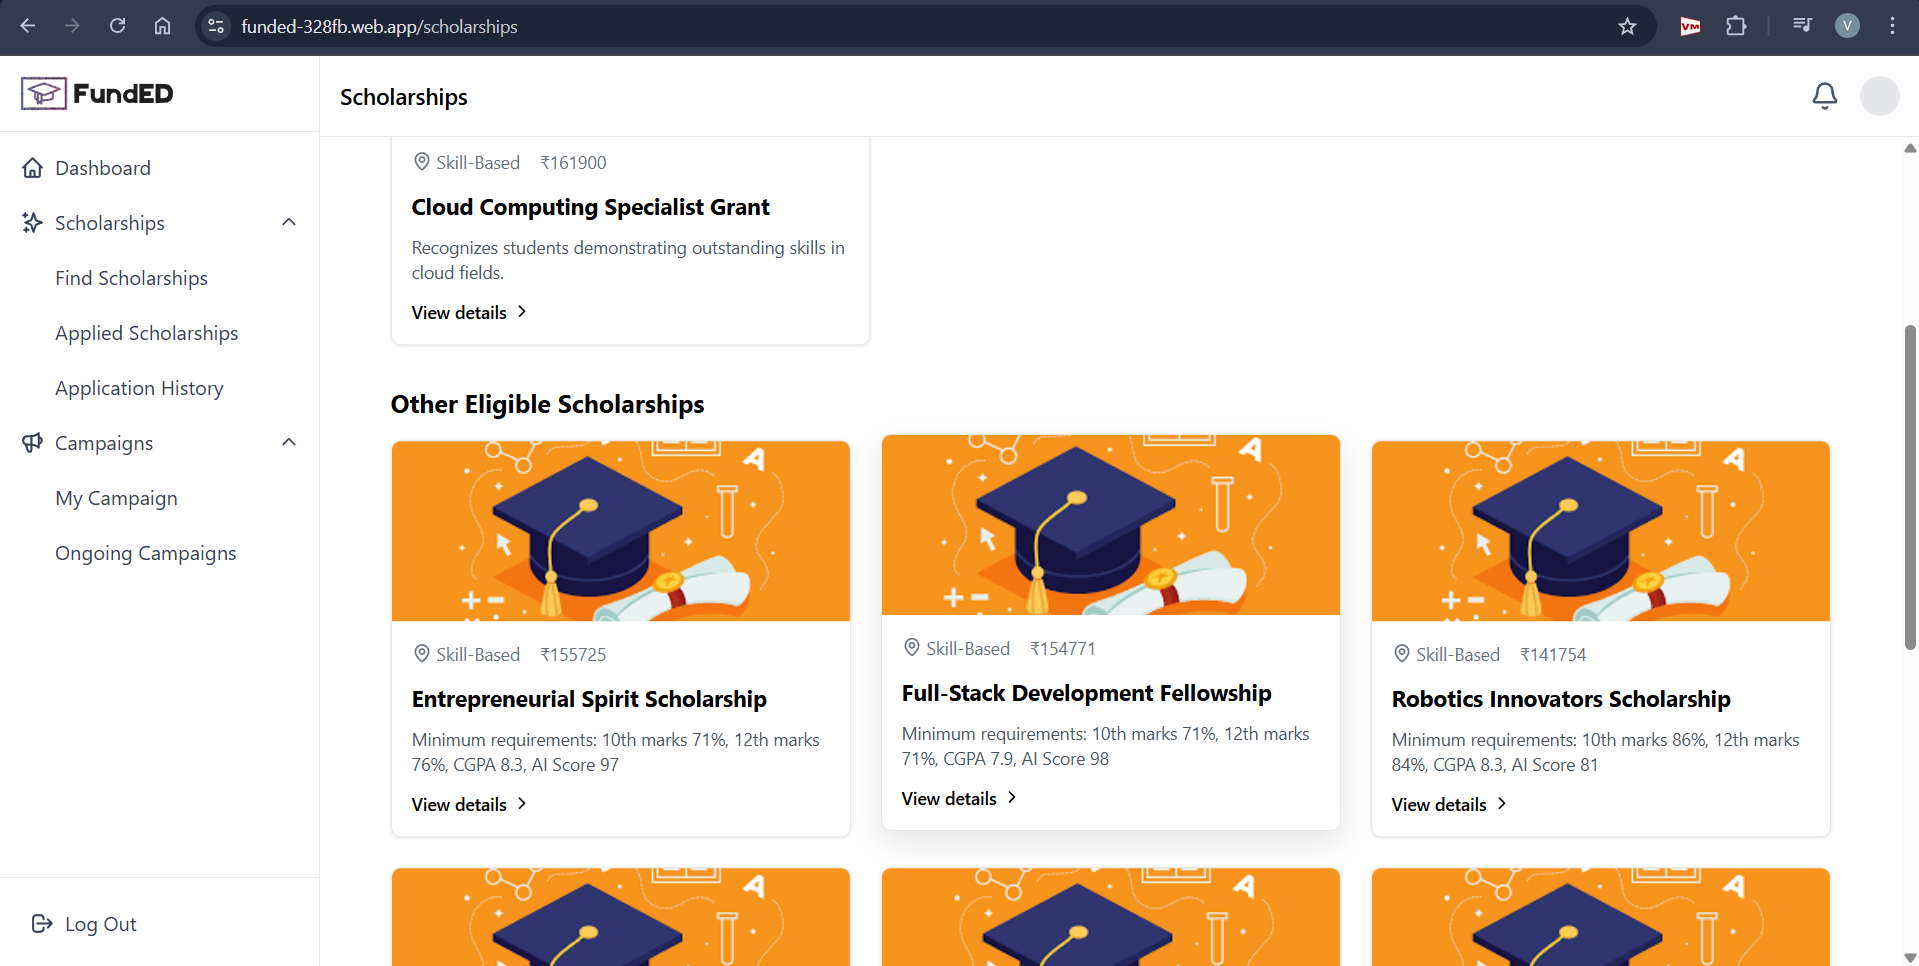 funded-328fb.web.app/scholarships
VM
V
FundED
Scholarships
Dashboard
Scholarships
Find Scholarships
Applied Scholarships
Application History
Campaigns
My Campaign
Ongoing Campaigns
Log Out
Skill-Based ₹161900
Cloud Computing Specialist Grant
Recognizes students demonstrating outstanding skills in
cloud fields.
View details
Other Eligible Scholarships
A
Skill-Based ₹155725
Entrepreneurial Spirit Scholarship
Minimum requirements: 10th marks 71%, 12th marks
76%, CGPA 8.3, AI Score 97
View details
A
Skill-Based ₹154771
Full-Stack Development Fellowship
Minimum requirements: 10th marks 71%, 12th marks
71%, CGPA 7.9, AI Score 98
View details
A
Skill-Based ₹141754
Robotics Innovators Scholarship
Minimum requirements: 10th marks 86%, 12th marks
84%, CGPA 8.3, AI Score 81
View details
A
A
A